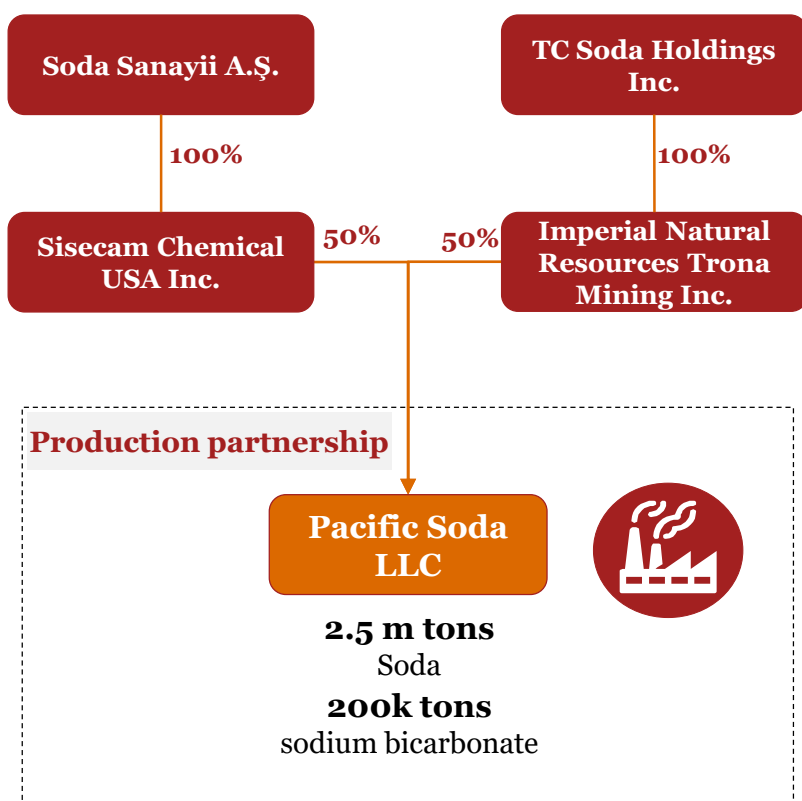 Soda Sanayii A.Ş.
TC Soda Holdings
Inc.
100%
100%
Sisecam Chemical
USA Inc.
50%
50%
Imperial Natural
Resources Trona
Mining Inc.
Production partnership
Pacific Soda
LLC
2.5 m tons
Soda
200k tons
sodium bicarbonate